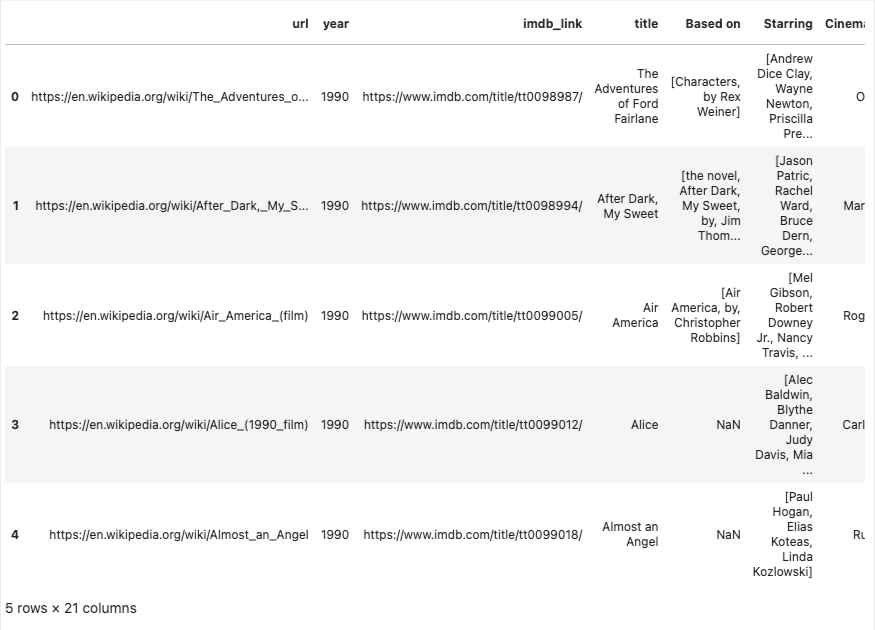 url year imdb_link title Based on Starring
0 https://en.wikipedia.org/wiki/The_Adventures_o... 1990 https://www.imdb.com/title/tt0098987/ The Adventures of Ford Fairlane [Characters, by Rex Weiner] [Andrew Dice Clay, Wayne Newton, Priscilla Pre... O
1 https://en.wikipedia.org/wiki/After_Dark,_My_S... 1990 https://www.imdb.com/title/tt0098994/ After Dark, My Sweet [the novel, After Dark, My Sweet, by, Jim Thom... [Jason Patric, Rachel Ward, Bruce Dern, George... Mar
2 https://en.wikipedia.org/wiki/Air_America_(film) 1990 https://www.imdb.com/title/tt0099005/ Air America [Air America, by, Christopher Robbins] [Mel Gibson, Robert Downey Jr., Nancy Travis, ... Rog
3 https://en.wikipedia.org/wiki/Alice_(1990_film) 1990 https://www.imdb.com/title/tt0099012/ Alice NaN [Alec Baldwin, Blythe Danner, Judy Davis, Mia ... Carl
4 https://en.wikipedia.org/wiki/Almost_an_Angel 1990 https://www.imdb.com/title/tt0099018/ Almost an Angel NaN [Paul Hogan, Elias Koteas, Linda Kozlowski] Ru
5 rows × 21 columns